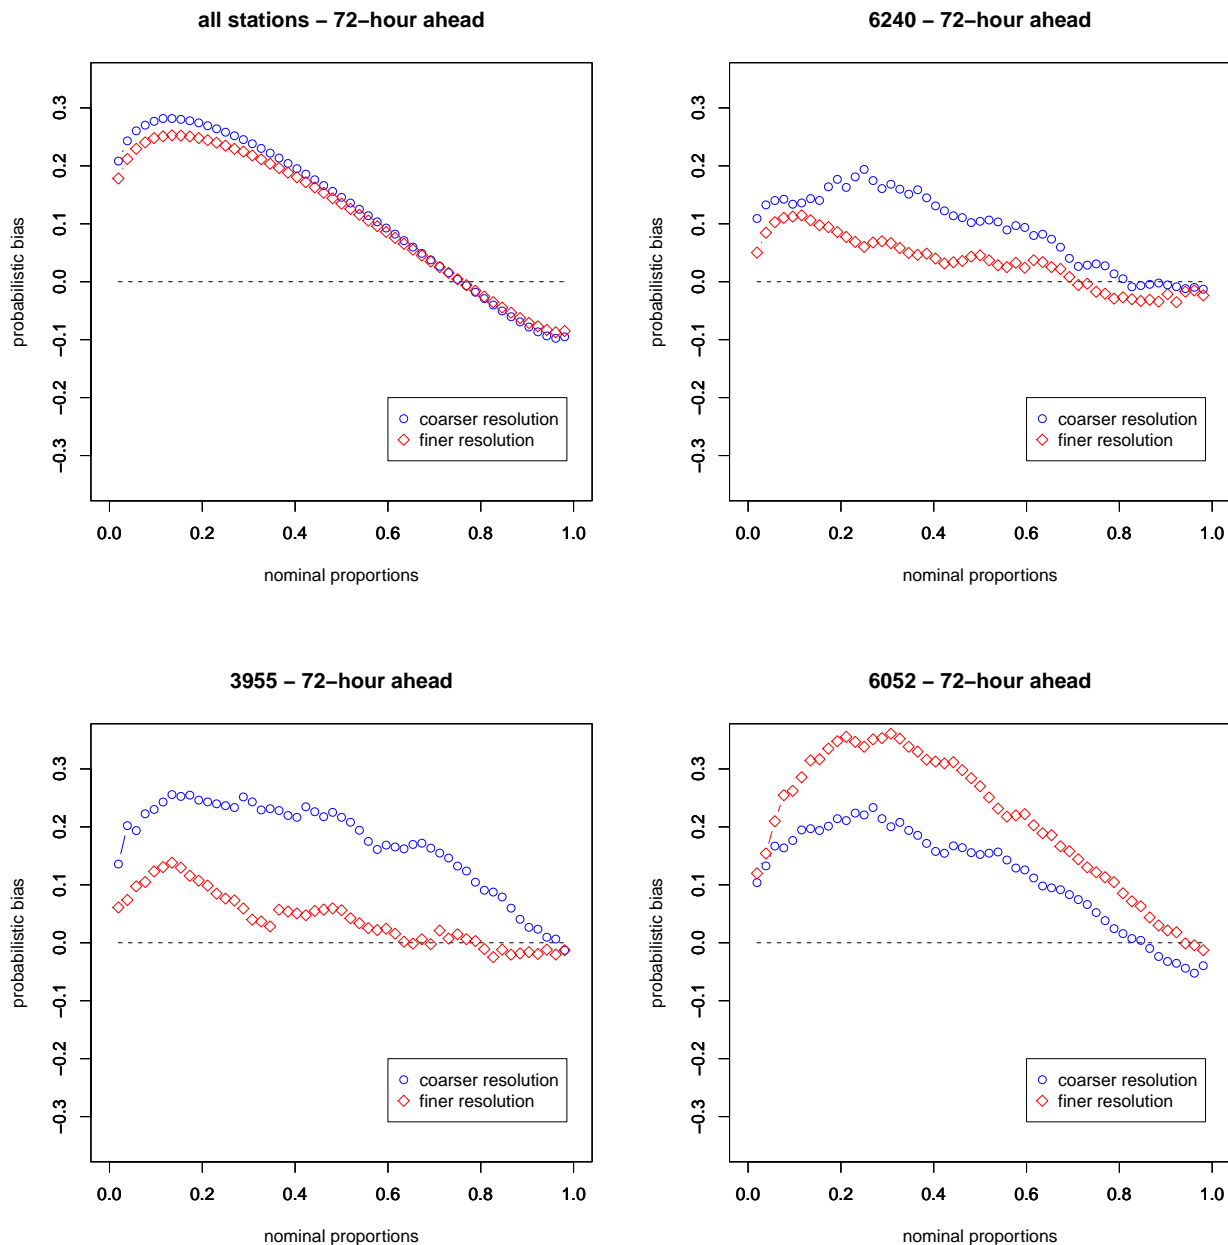 all stations – 72–hour ahead
probabilistic bias
0.3
0.2
0.1
0.0
−0.1
−0.2
−0.3
coarser resolution
finer resolution
0.0 0.2 0.4 0.6 0.8 1.0
nominal proportions
6240 – 72–hour ahead
probabilistic bias
0.3
0.2
0.1
0.0
−0.1
−0.2
−0.3
coarser resolution
finer resolution
0.0 0.2 0.4 0.6 0.8 1.0
nominal proportions
3955 – 72–hour ahead
probabilistic bias
0.3
0.2
0.1
0.0
−0.1
−0.2
−0.3
coarser resolution
finer resolution
0.0 0.2 0.4 0.6 0.8 1.0
nominal proportions
6052 – 72–hour ahead
probabilistic bias
0.3
0.2
0.1
0.0
−0.1
−0.2
−0.3
coarser resolution
finer resolution
0.0 0.2 0.4 0.6 0.8 1.0
nominal proportions